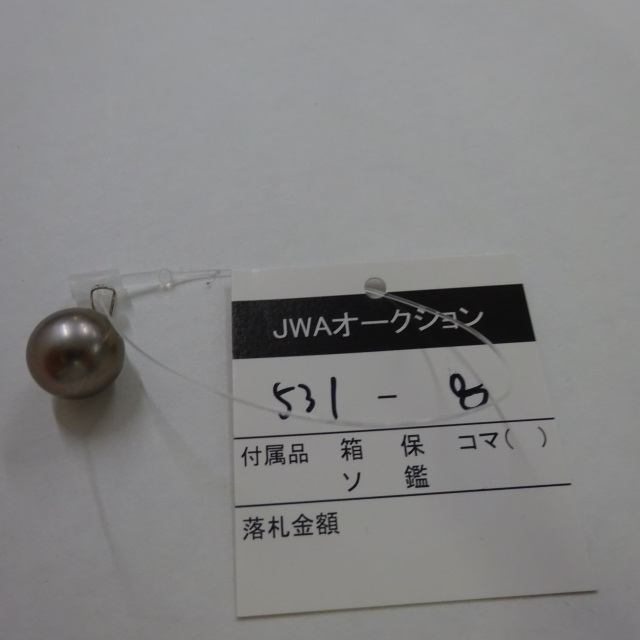 JWAオークション
531 - 8
付属品 箱 保 コマ( )
ソ 鑑
落札金額